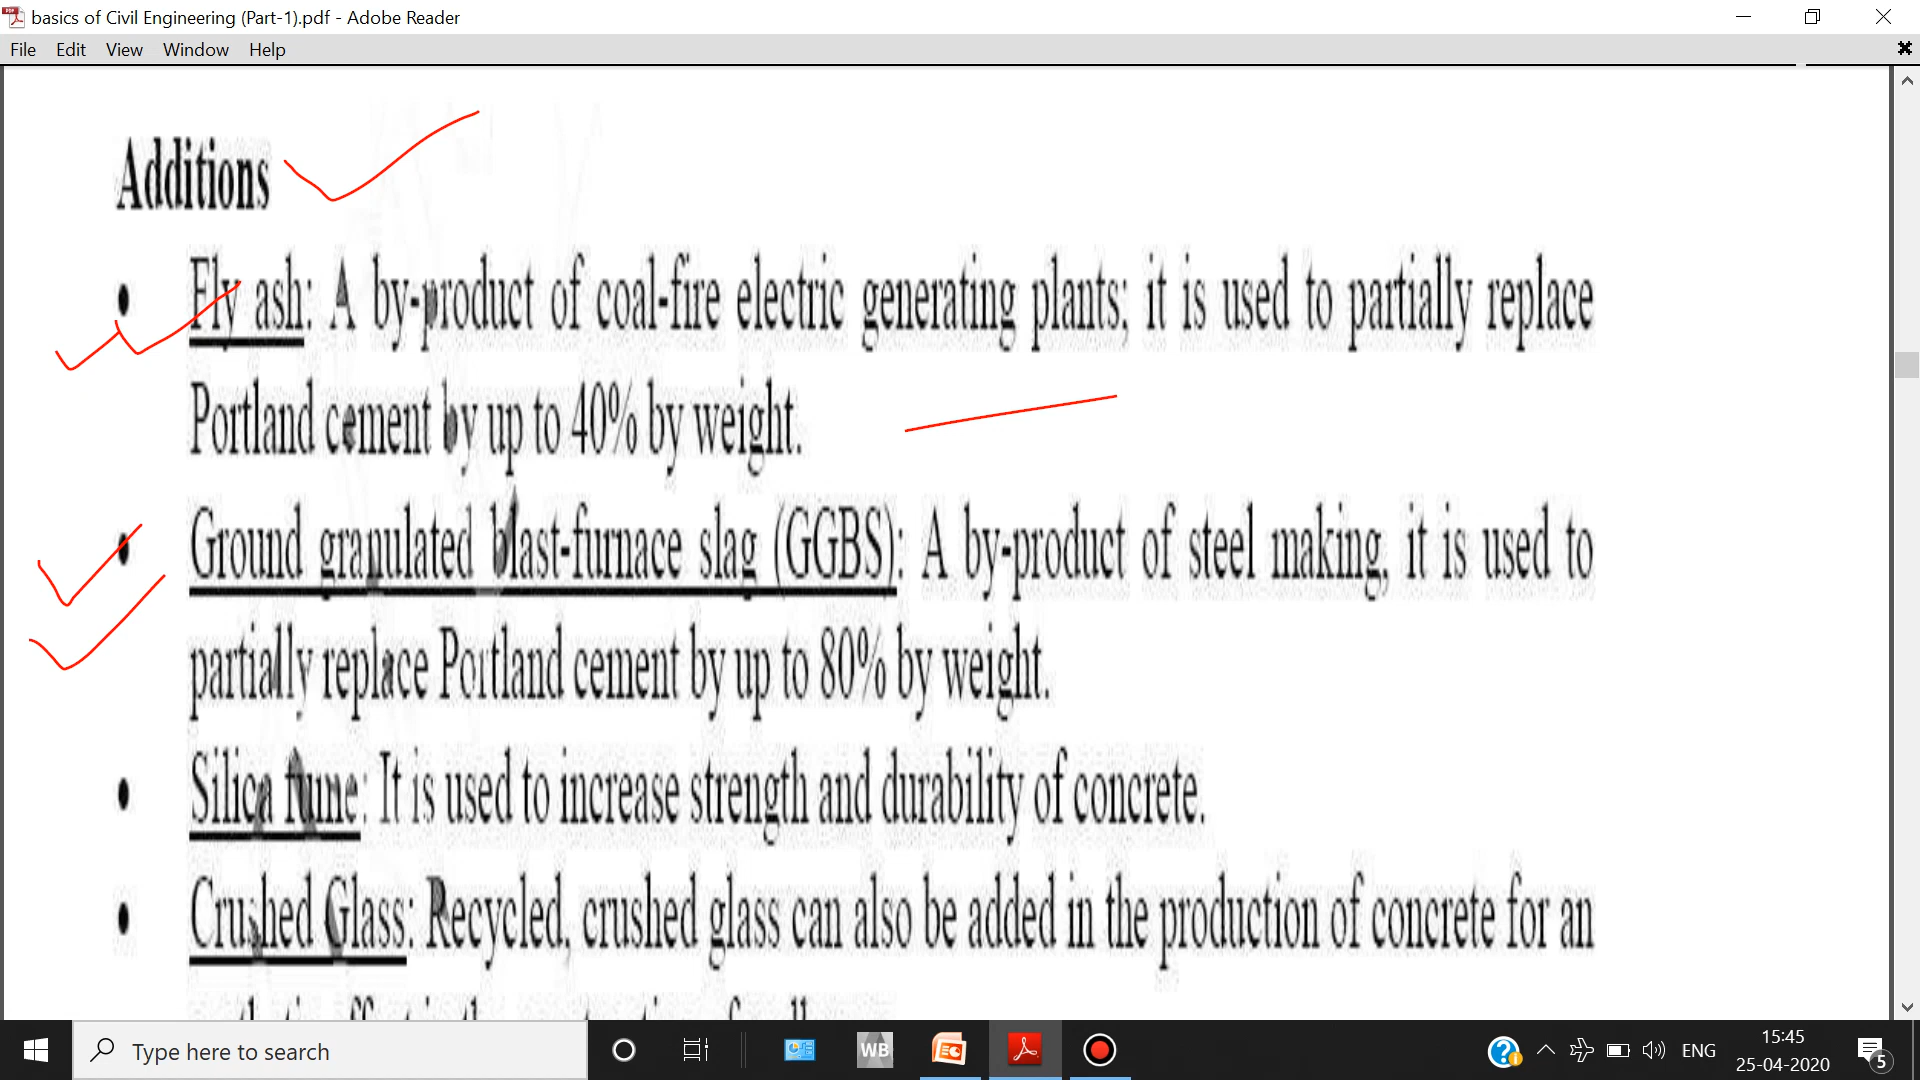 basics of Civil Engineering (Part-1).pdf - Adobe Reader
File Edit View Window Help
Additions
• Fly ash: A by-product of coal-fire electric generating plants; it is used to partially replace
Portland cement by up to 40% by weight.
• Ground granulated blast-furnace slag (GGBS): A by-product of steel making, it is used to
partially replace Portland cement by up to 80% by weight.
• Silica fume: It is used to increase strength and durability of concrete.
• Crushed Glass: Recycled, crushed glass can also be added in the production of concrete for an
Type here to search
WB
ENG
15:45
25-04-2020
5